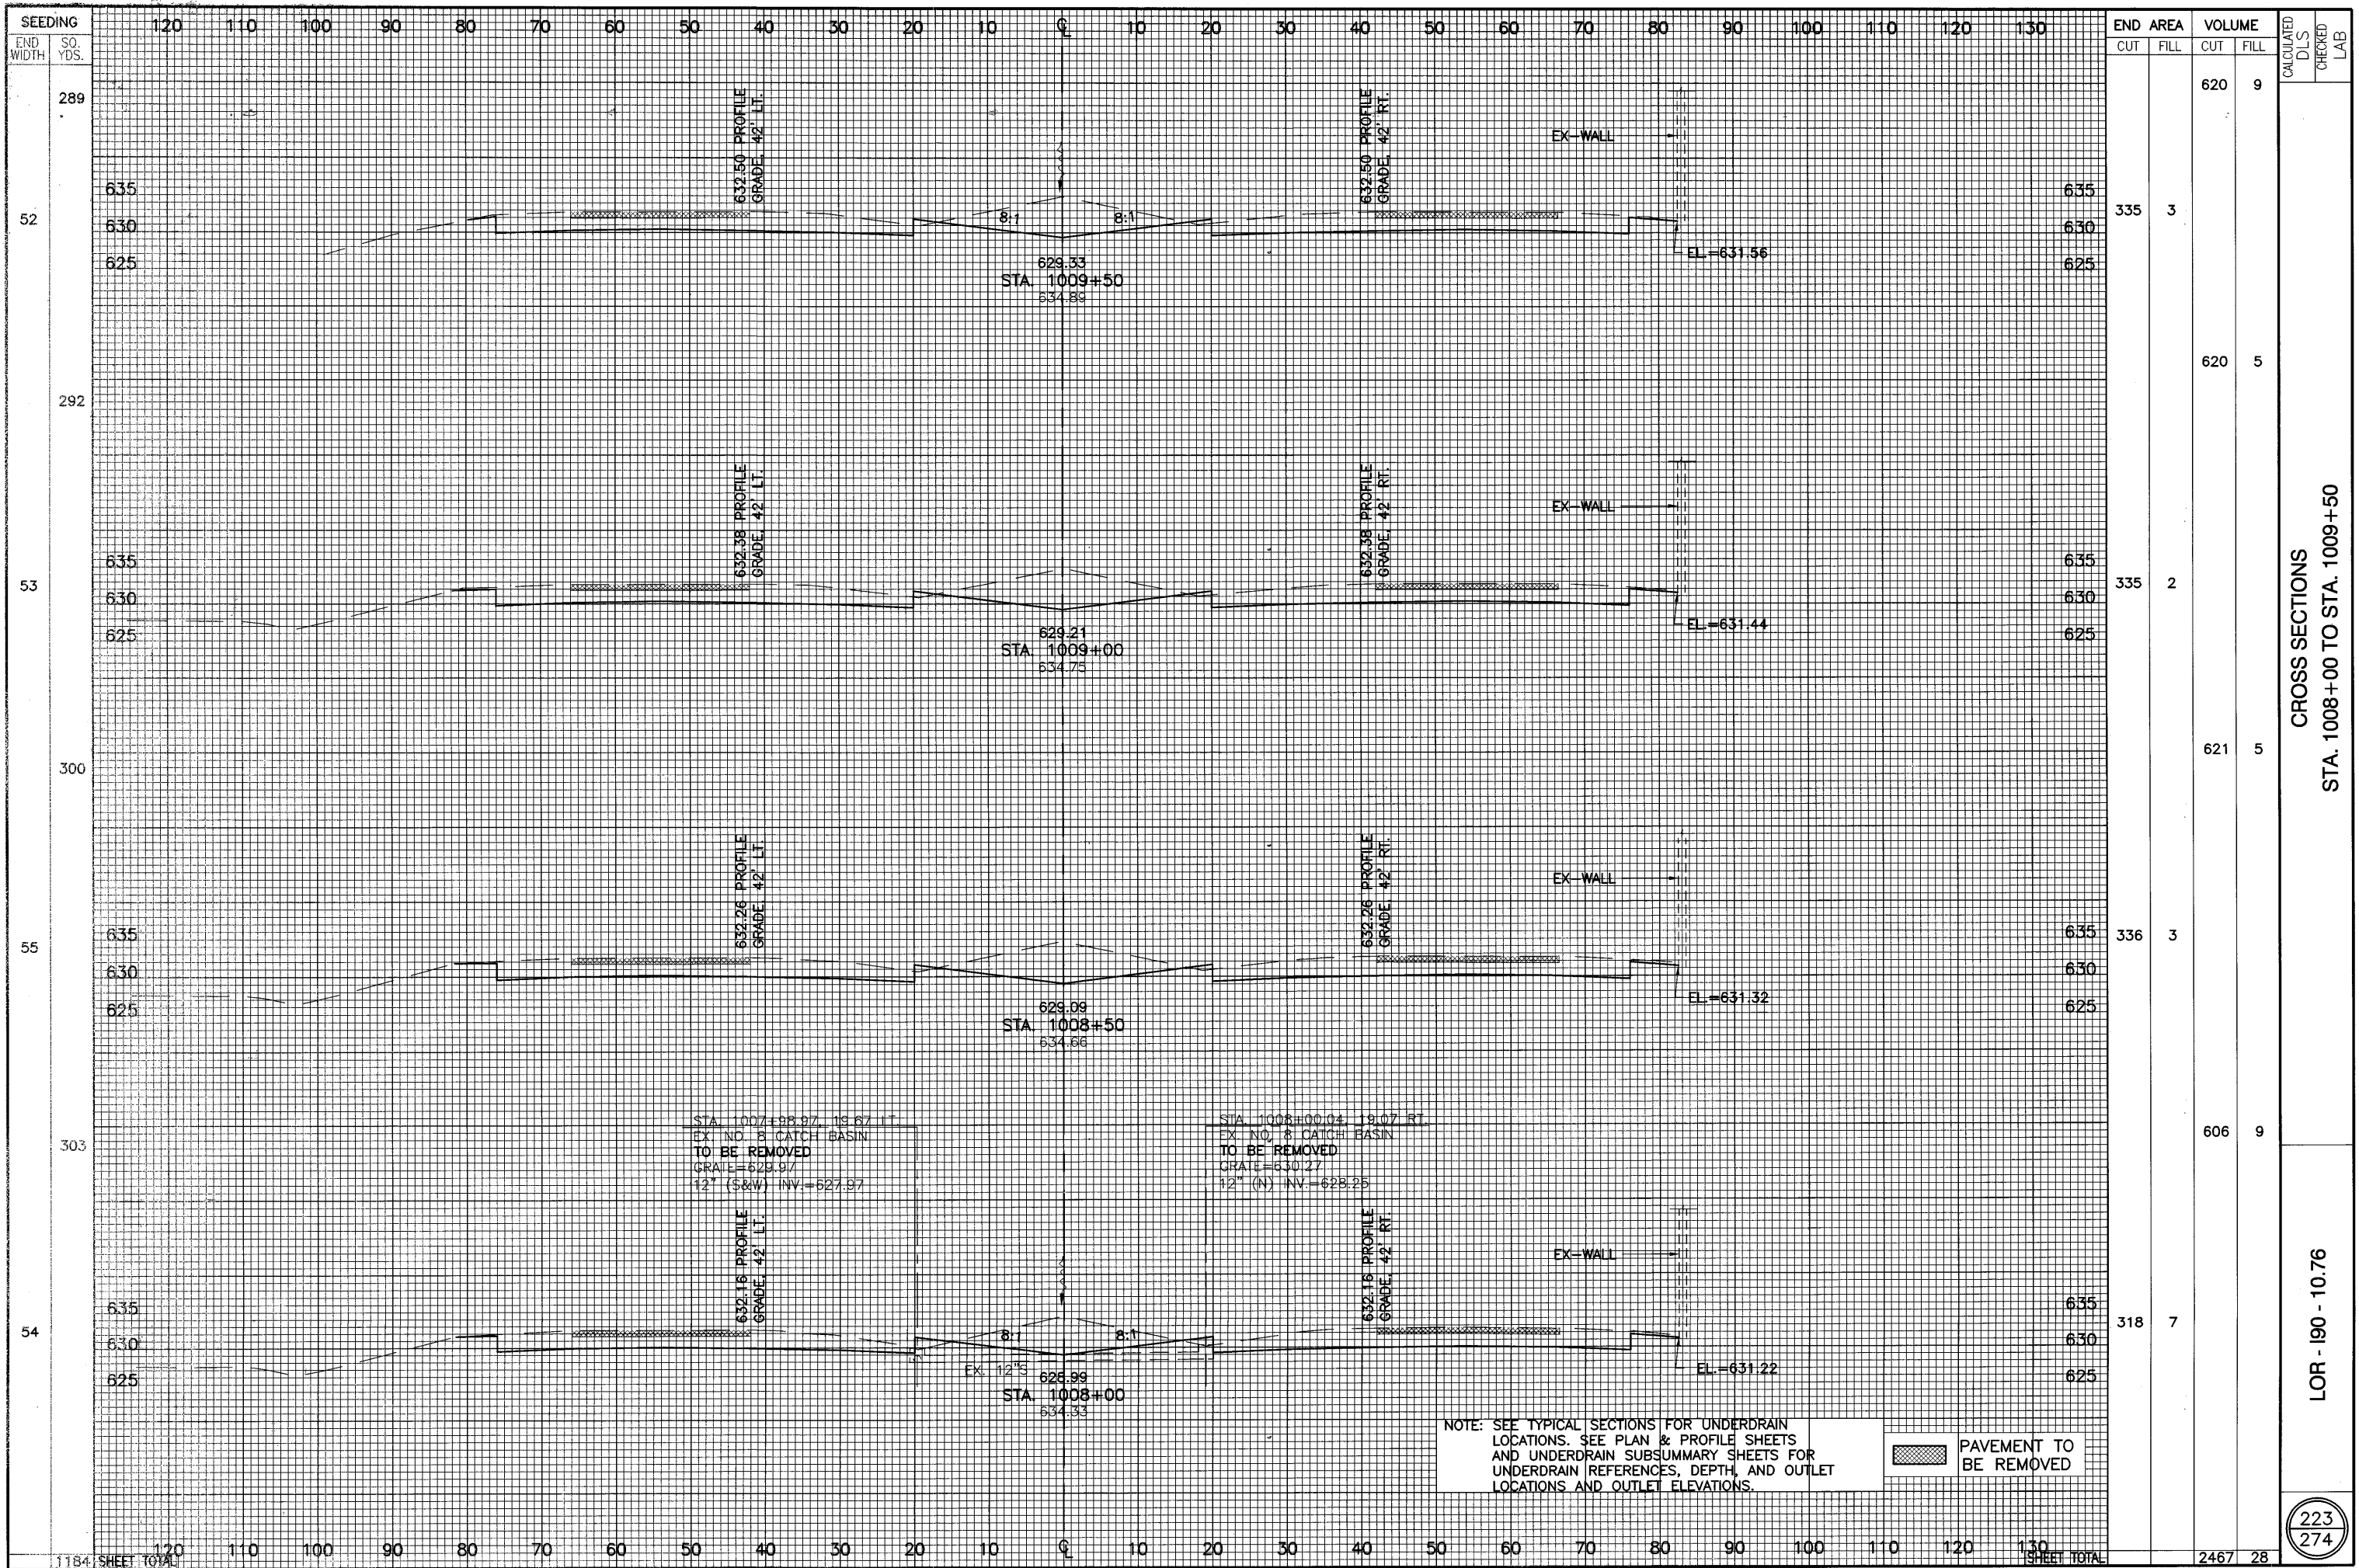 SEEDING
END WIDTH
SQ. YDS.
120 110 100 90 80 70 60 50 40 30 20 10 ℄ 10 20 30 40 50 60 70 80 90 100 110 120 130
END AREA
VOLUME
CUT FILL CUT FILL
CALCULATED
DLS
CHECKED
LAB
289
620 9
632.50 PROFILE
GRADE, 42' LT.
632.50 PROFILE
GRADE, 42' RT.
EX-WALL
635 635
52
630 8:1 8:1 630
335 3
625 625
EL.=631.56
629.33
STA. 1009+50
634.89
620 5
292
632.38 PROFILE
GRADE, 42' LT.
632.38 PROFILE
GRADE, 42' RT.
EX-WALL
635 635
53
630 630
335 2
625 625
EL.=631.44
629.21
STA. 1009+00
634.75
621 5
300
632.26 PROFILE
GRADE, 42' LT.
632.26 PROFILE
GRADE, 42' RT.
EX-WALL
635 635
55
630 630
336 3
625 625
EL.=631.32
629.09
STA. 1008+50
634.66
STA. 1007+98.97, 19.67 LT.
EX. NO. 8 CATCH BASIN
TO BE REMOVED
GRATE=629.97
12" (S&W) INV.=627.97
STA. 1008+00.04, 19.07 RT.
EX. NO. 8 CATCH BASIN
TO BE REMOVED
GRATE=630.27
12" (N) INV.=628.25
303
606 9
632.16 PROFILE
GRADE, 42' LT.
632.16 PROFILE
GRADE, 42' RT.
EX-WALL
635 635
54
630 8:1 8:1 630
318 7
625 625
EX. 12"S
EL.=631.22
628.99
STA. 1008+00
634.33
NOTE: SEE TYPICAL SECTIONS FOR UNDERDRAIN
LOCATIONS. SEE PLAN & PROFILE SHEETS
AND UNDERDRAIN SUBSUMMARY SHEETS FOR
UNDERDRAIN REFERENCES, DEPTH, AND OUTLET
LOCATIONS AND OUTLET ELEVATIONS.
PAVEMENT TO
BE REMOVED
120 110 100 90 80 70 60 50 40 30 20 10 ℄ 10 20 30 40 50 60 70 80 90 100 110 120 130
1184 SHEET TOTAL
SHEET TOTAL 2467 28
CROSS SECTIONS
STA. 1008+00 TO STA. 1009+50
LOR - I90 - 10.76
223
274